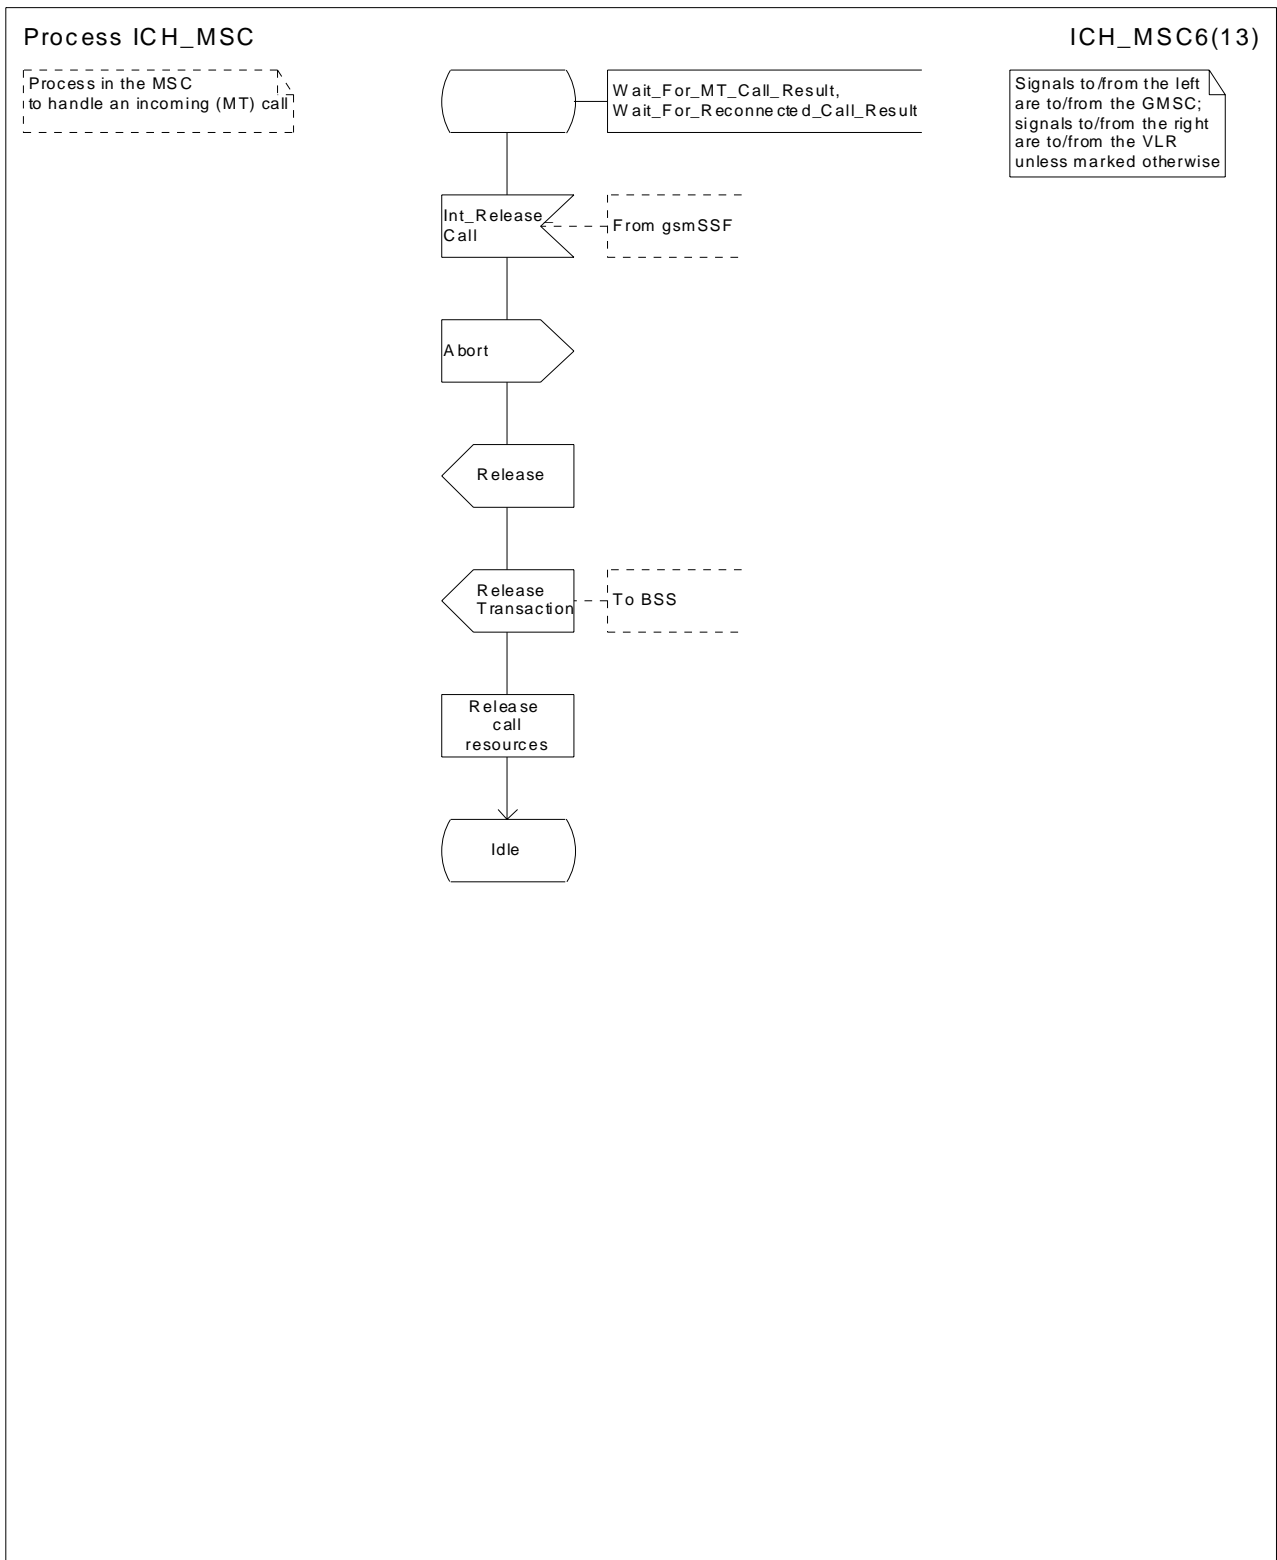 Process ICH_MSC
ICH_MSC6(13)
Process in the MSC
to handle an incoming (MT) call
Wait_For_MT_Call_Result,
Wait_For_Reconnected_Call_Result
Signals to/from the left
are to/from the GMSC;
signals to/from the right
are to/from the VLR
unless marked otherwise
Int_Release_
Call
From gsmSSF
Abort
Release
Release
Transaction
To BSS
Release
call
resources
Idle